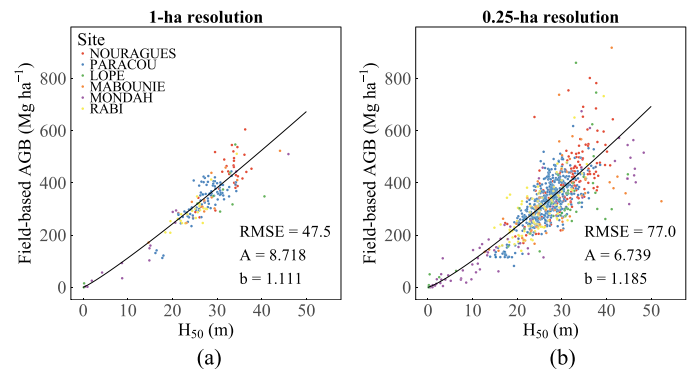 1-ha resolution
Site
NOURAGUES
PARACOU
LOPE
MABOUNIE
MONDAH
RABI
Field-based AGB (Mg ha⁻¹)
800
600
400
200
0
RMSE = 47.5
A = 8.718
b = 1.111
0 10 20 30 40 50
H₅₀ (m)
(a)
0.25-ha resolution
Field-based AGB (Mg ha⁻¹)
800
600
400
200
0
RMSE = 77.0
A = 6.739
b = 1.185
0 10 20 30 40 50
H₅₀ (m)
(b)